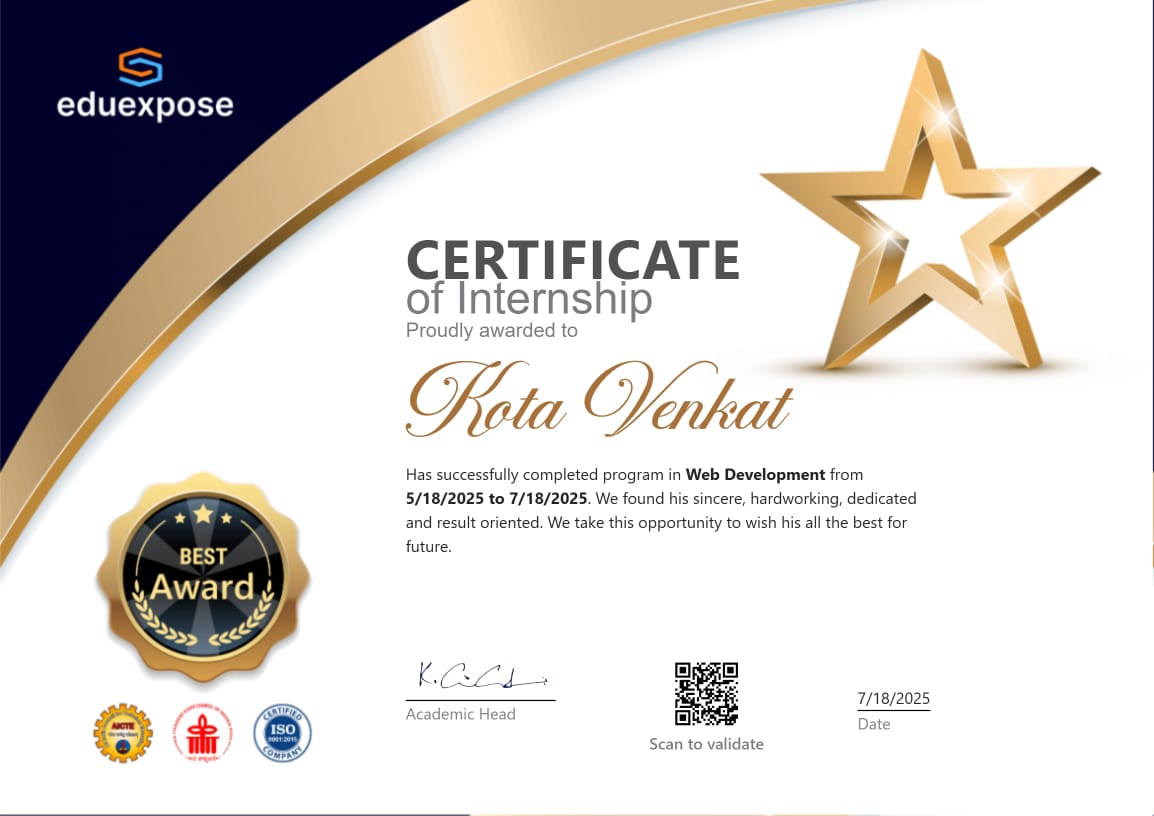 eduexpose
CERTIFICATE
of Internship
Proudly awarded to
Kota Venkat
Has successfully completed program in Web Development from
5/18/2025 to 7/18/2025. We found his sincere, hardworking, dedicated
and result oriented. We take this opportunity to wish his all the best for
future.
BEST
Award
Academic Head
Scan to validate
7/18/2025
Date
AICTE
CERTIFIED
ISO
9001:2015
COMPANY